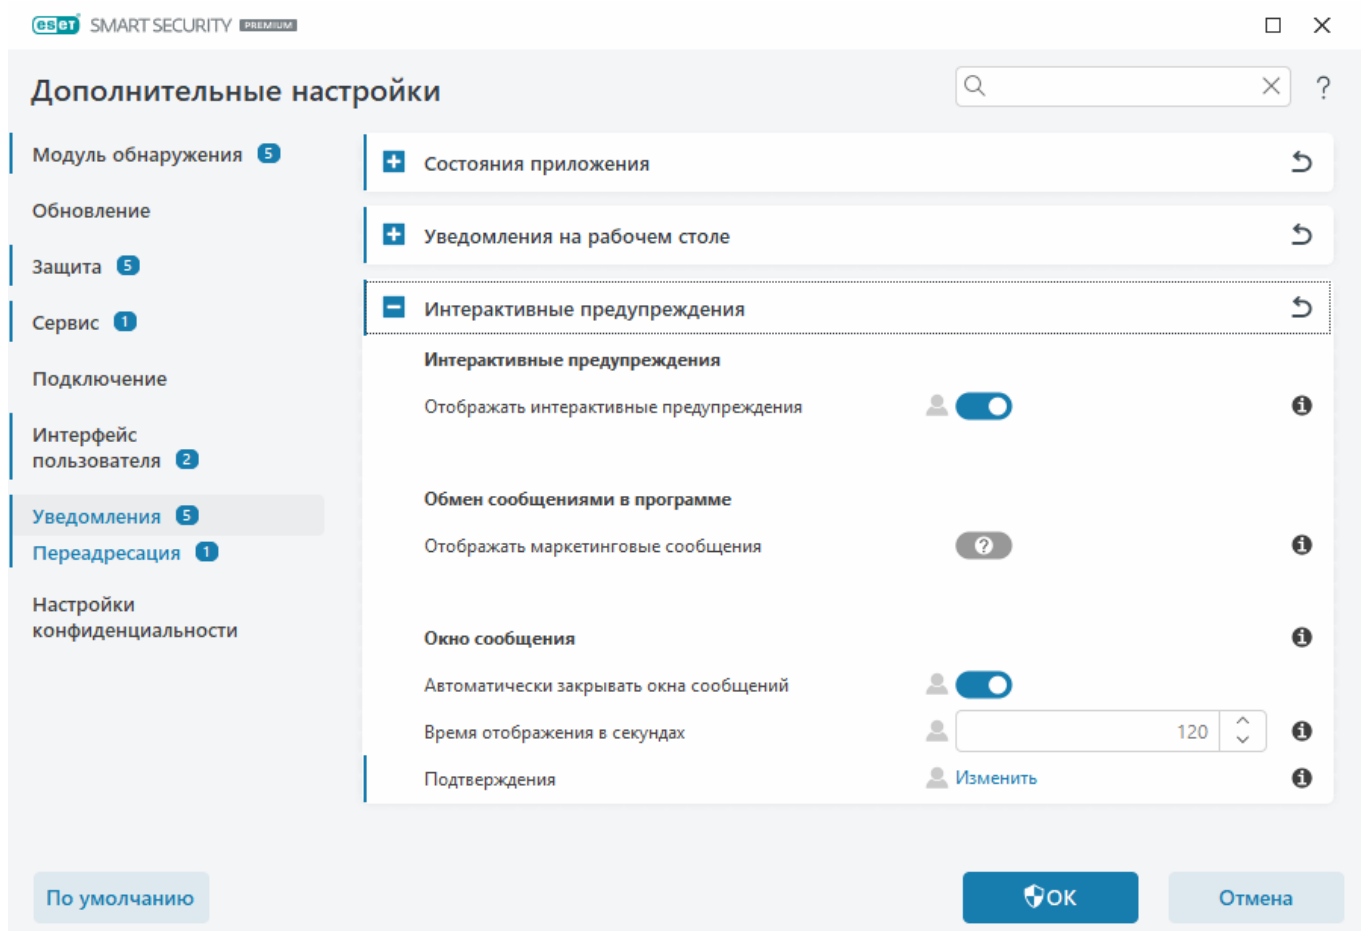 eseт SMART SECURITY PREMIUM
Дополнительные настройки
?
Модуль обнаружения 5
Обновление
Защита 5
Сервис 1
Подключение
Интерфейс
пользователя 2
Уведомления 5
Переадресация 1
Настройки
конфиденциальности
Состояния приложения
Уведомления на рабочем столе
Интерактивные предупреждения
Интерактивные предупреждения
Отображать интерактивные предупреждения
Обмен сообщениями в программе
Отображать маркетинговые сообщения ?
Окно сообщения
Автоматически закрывать окна сообщений
Время отображения в секундах 120
Подтверждения Изменить
По умолчанию
ОК
Отмена